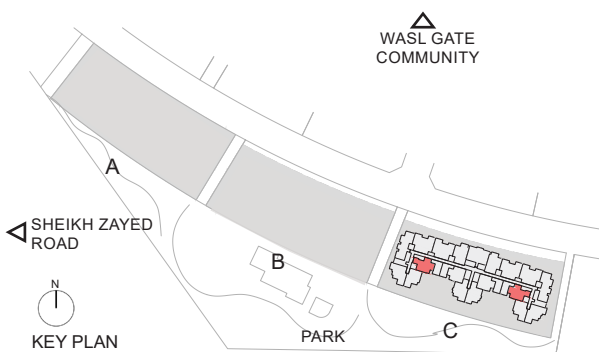 WASL GATE
COMMUNITY
A
SHEIKH ZAYED
ROAD
B
N
KEY PLAN
PARK
C